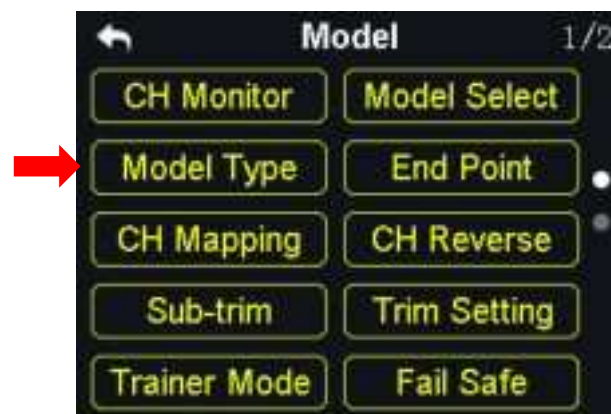 Model 1/2
CH Monitor Model Select
Model Type End Point
CH Mapping CH Reverse
Sub-trim Trim Setting
Trainer Mode Fail Safe